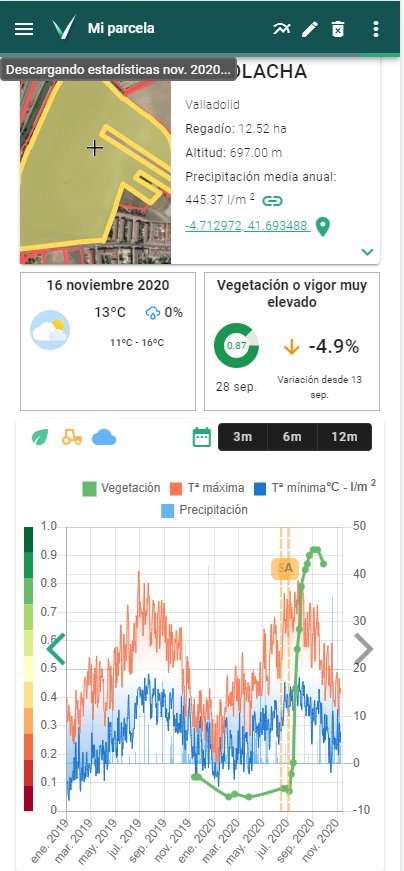 Mi parcela
Descargando estadísticas nov. 2020...
OLACHA
Valladolid
Regadío: 12.52 ha
Altitud: 697.00 m
Precipitación media anual:
445.37 l/m 2
-4.712972, 41.693488
16 noviembre 2020
13ºC 0%
11ºC - 16ºC
Vegetación o vigor muy
elevado
0.87
-4.9%
28 sep.
Variación desde 13
sep.
3m 6m 12m
Vegetación Tª máxima Tª mínima ºC - l/m 2
Precipitación
1.0 50
0.9
0.8 40
0.7
0.6 30
0.5 20
0.4
0.3 10
0.2 0
0.1
0 -10
SA
ene. 2019
mar. 2019
may. 2019
jul. 2019
sep. 2019
nov. 2019
ene. 2020
mar. 2020
may. 2020
jul. 2020
sep. 2020
nov. 2020